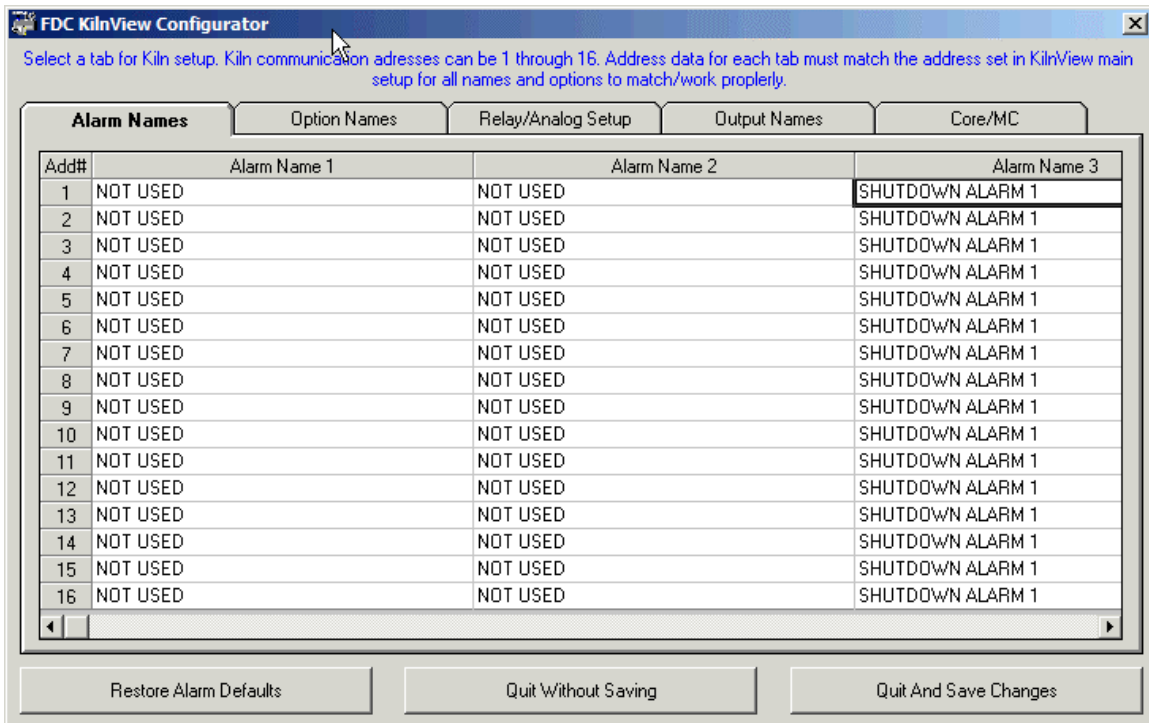 FDC KilnView Configurator
Select a tab for Kiln setup. Kiln communication adresses can be 1 through 16. Address data for each tab must match the address set in KilnView main
setup for all names and options to match/work proplerly.
Alarm Names Option Names Relay/Analog Setup Output Names Core/MC
Add# Alarm Name 1 Alarm Name 2 Alarm Name 3
1 NOT USED NOT USED SHUTDOWN ALARM 1
2 NOT USED NOT USED SHUTDOWN ALARM 1
3 NOT USED NOT USED SHUTDOWN ALARM 1
4 NOT USED NOT USED SHUTDOWN ALARM 1
5 NOT USED NOT USED SHUTDOWN ALARM 1
6 NOT USED NOT USED SHUTDOWN ALARM 1
7 NOT USED NOT USED SHUTDOWN ALARM 1
8 NOT USED NOT USED SHUTDOWN ALARM 1
9 NOT USED NOT USED SHUTDOWN ALARM 1
10 NOT USED NOT USED SHUTDOWN ALARM 1
11 NOT USED NOT USED SHUTDOWN ALARM 1
12 NOT USED NOT USED SHUTDOWN ALARM 1
13 NOT USED NOT USED SHUTDOWN ALARM 1
14 NOT USED NOT USED SHUTDOWN ALARM 1
15 NOT USED NOT USED SHUTDOWN ALARM 1
16 NOT USED NOT USED SHUTDOWN ALARM 1
Restore Alarm Defaults Quit Without Saving Quit And Save Changes